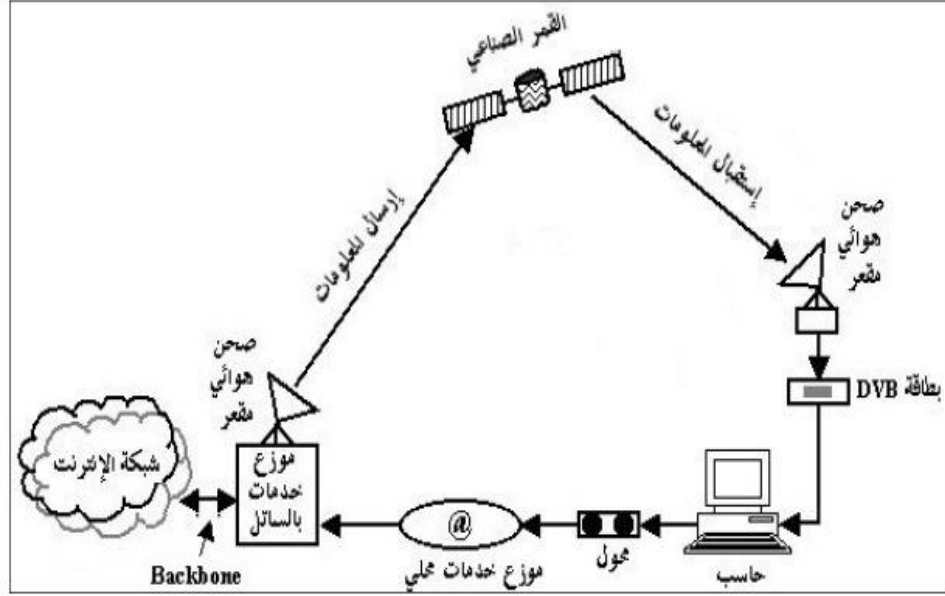 القمر الصناعي
إرسال المعلومات
إستقبال المعلومات
صحن
هوائي
مقعر
بطاقة DVB
صحن
هوائي
مقعر
شبكة الإنترنت
موزع
خدمات
بالساتل
@
Backbone
موزع خدمات محلي
محول
حاسب